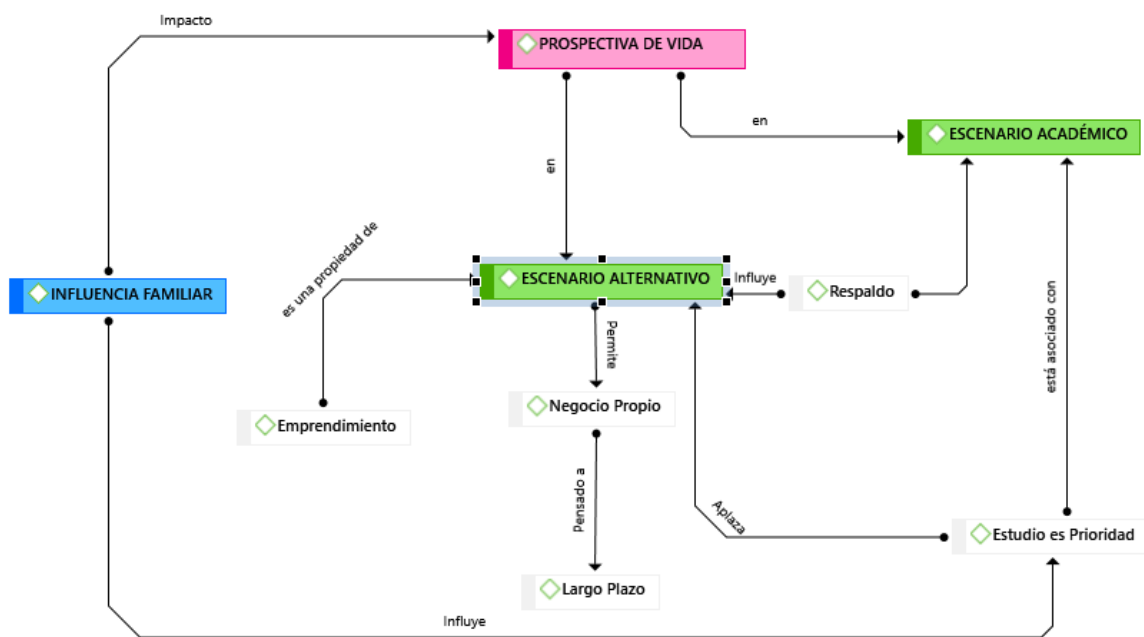 Impacto
PROSPECTIVA DE VIDA
en
ESCENARIO ACADÉMICO
en
es una propiedad de
INFLUENCIA FAMILIAR
ESCENARIO ALTERNATIVO
Influye
Respaldo
Permite
está asociado con
Negocio Propio
Emprendimiento
Pensado a
Aplaza
Estudio es Prioridad
Largo Plazo
Influye